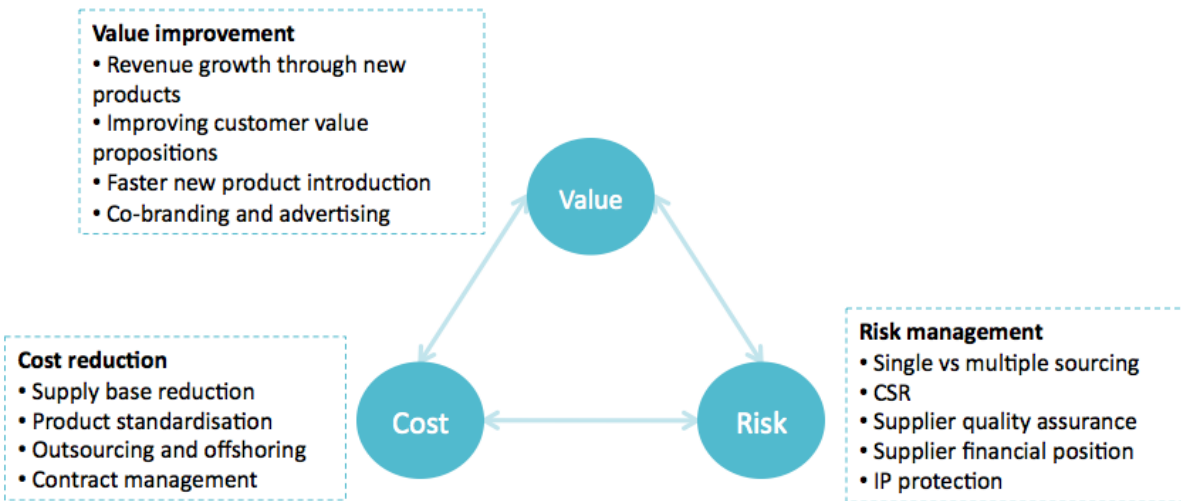 Value improvement
• Revenue growth through new
products
• Improving customer value
propositions
• Faster new product introduction
• Co-branding and advertising
Value
Cost reduction
• Supply base reduction
• Product standardisation
• Outsourcing and offshoring
• Contract management
Cost
Risk
Risk management
• Single vs multiple sourcing
• CSR
• Supplier quality assurance
• Supplier financial position
• IP protection